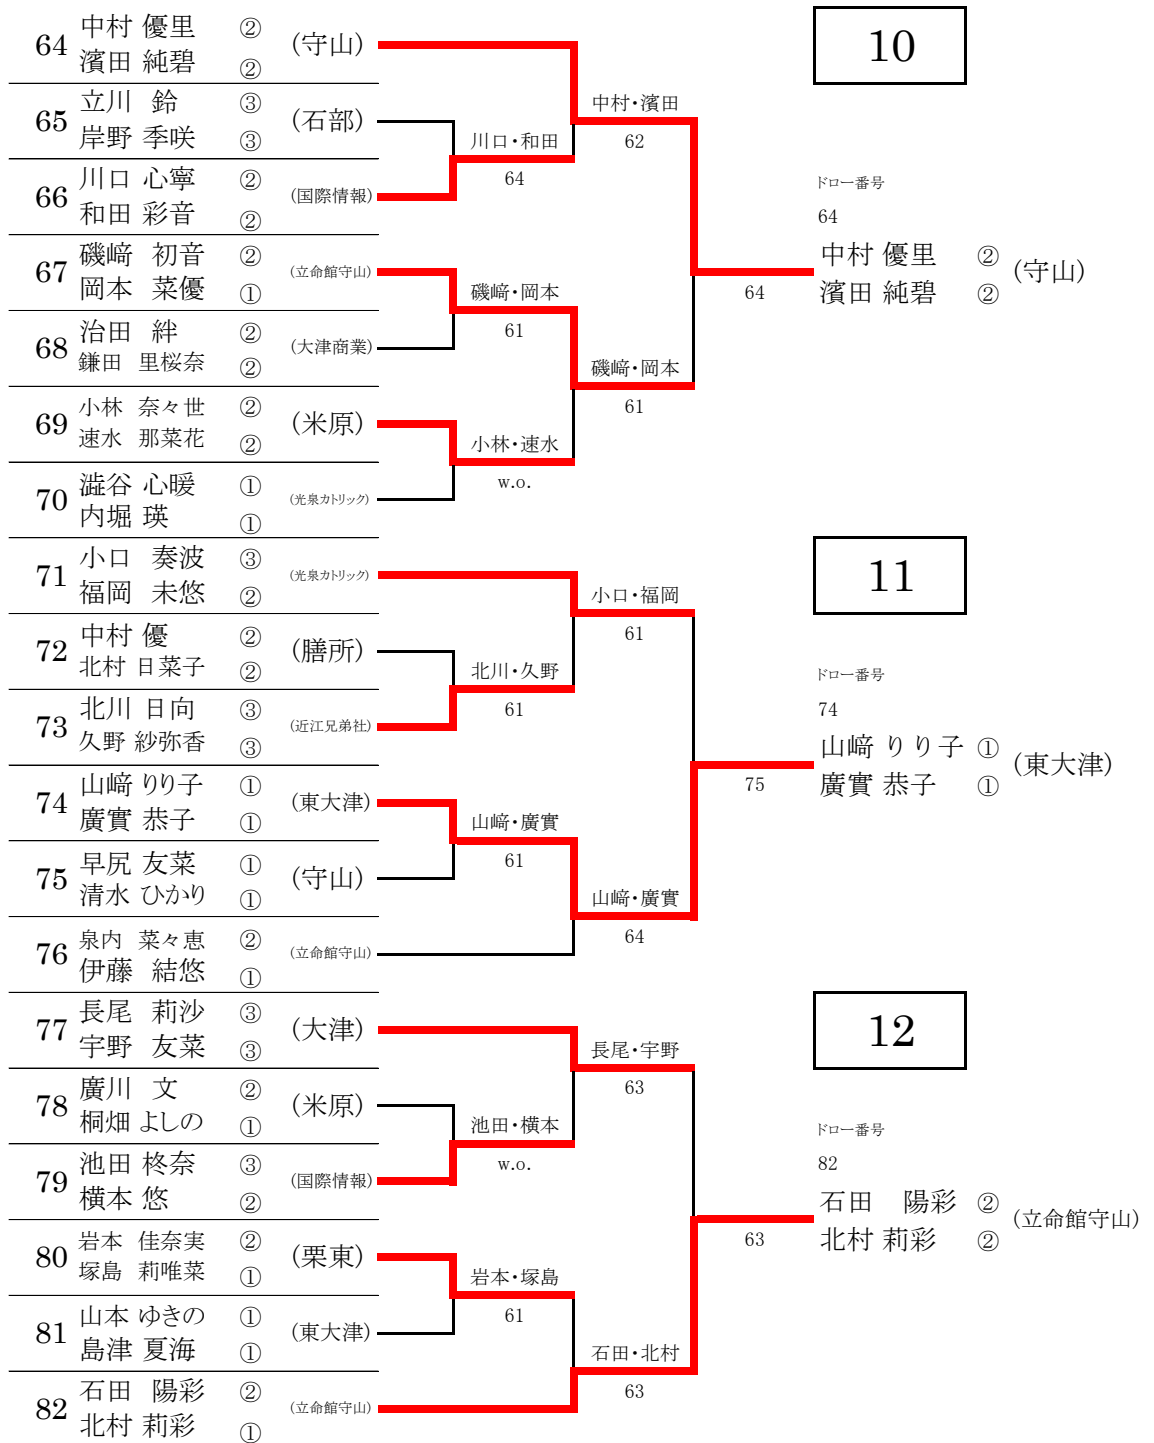 64 中村 優里 ② (守山)
濱田 純碧 ②
65 立川 鈴 ③ (石部)
岸野 季咲 ③
66 川口 心寧 ② (国際情報)
和田 彩音 ②
67 磯﨑 初音 ② (立命館守山)
岡本 菜優 ①
68 治田 絆 ② (大津商業)
鎌田 里桜奈 ②
69 小林 奈々世 ② (米原)
速水 那菜花 ②
70 澁谷 心暖 ① (光泉カトリック)
内堀 瑛 ①
川口・和田
64
磯﨑・岡本
61
小林・速水
w.o.
中村・濱田
62
磯﨑・岡本
61
64
10
ドロー番号
64
中村 優里 ② (守山)
濱田 純碧 ②
71 小口 奏波 ③ (光泉カトリック)
福岡 未悠 ②
72 中村 優 ② (膳所)
北村 日菜子 ②
73 北川 日向 ③ (近江兄弟社)
久野 紗弥香 ③
74 山﨑 りり子 ① (東大津)
廣實 恭子 ①
75 早尻 友菜 ① (守山)
清水 ひかり ①
76 泉内 菜々恵 ② (立命館守山)
伊藤 結悠 ①
北川・久野
61
山﨑・廣實
61
小口・福岡
61
山﨑・廣實
64
75
11
ドロー番号
74
山﨑 りり子 ① (東大津)
廣實 恭子 ①
77 長尾 莉沙 ③ (大津)
宇野 友菜 ③
78 廣川 文 ② (米原)
桐畑 よしの ①
79 池田 柊奈 ③ (国際情報)
横本 悠 ②
80 岩本 佳奈実 ② (栗東)
塚島 莉唯菜 ①
81 山本 ゆきの ① (東大津)
島津 夏海 ①
82 石田 陽彩 ② (立命館守山)
北村 莉彩 ①
池田・横本
w.o.
岩本・塚島
61
長尾・宇野
63
石田・北村
63
63
12
ドロー番号
82
石田 陽彩 ② (立命館守山)
北村 莉彩 ②